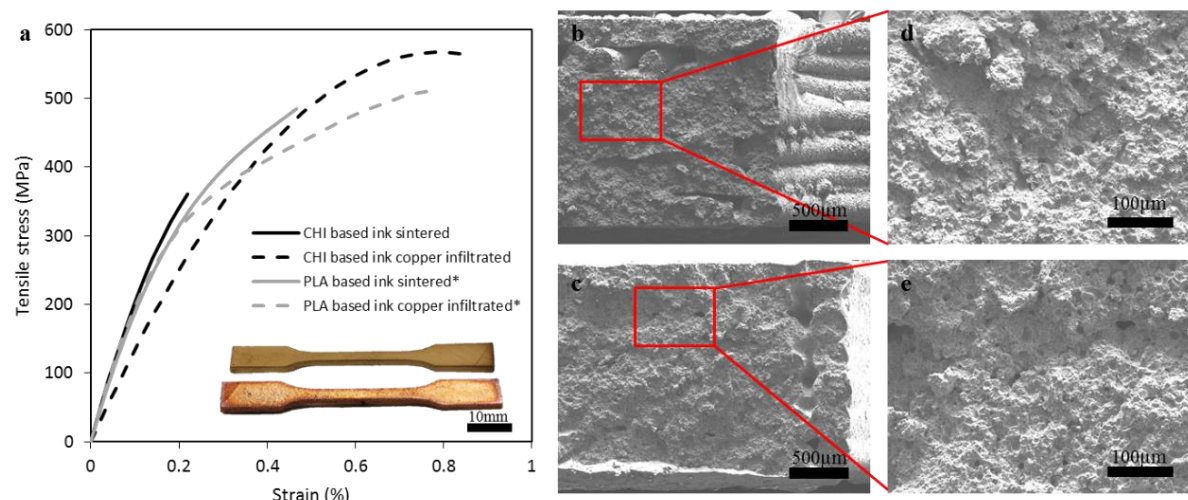 a
600
500
400
300
200
100
0
Tensile stress (MPa)
0
0.2
0.4
0.6
0.8
1
Strain (%)
CHI based ink sintered
CHI based ink copper infiltrated
PLA based ink sintered*
PLA based ink copper infiltrated*
10mm
b
500µm
d
100µm
c
500µm
e
100µm